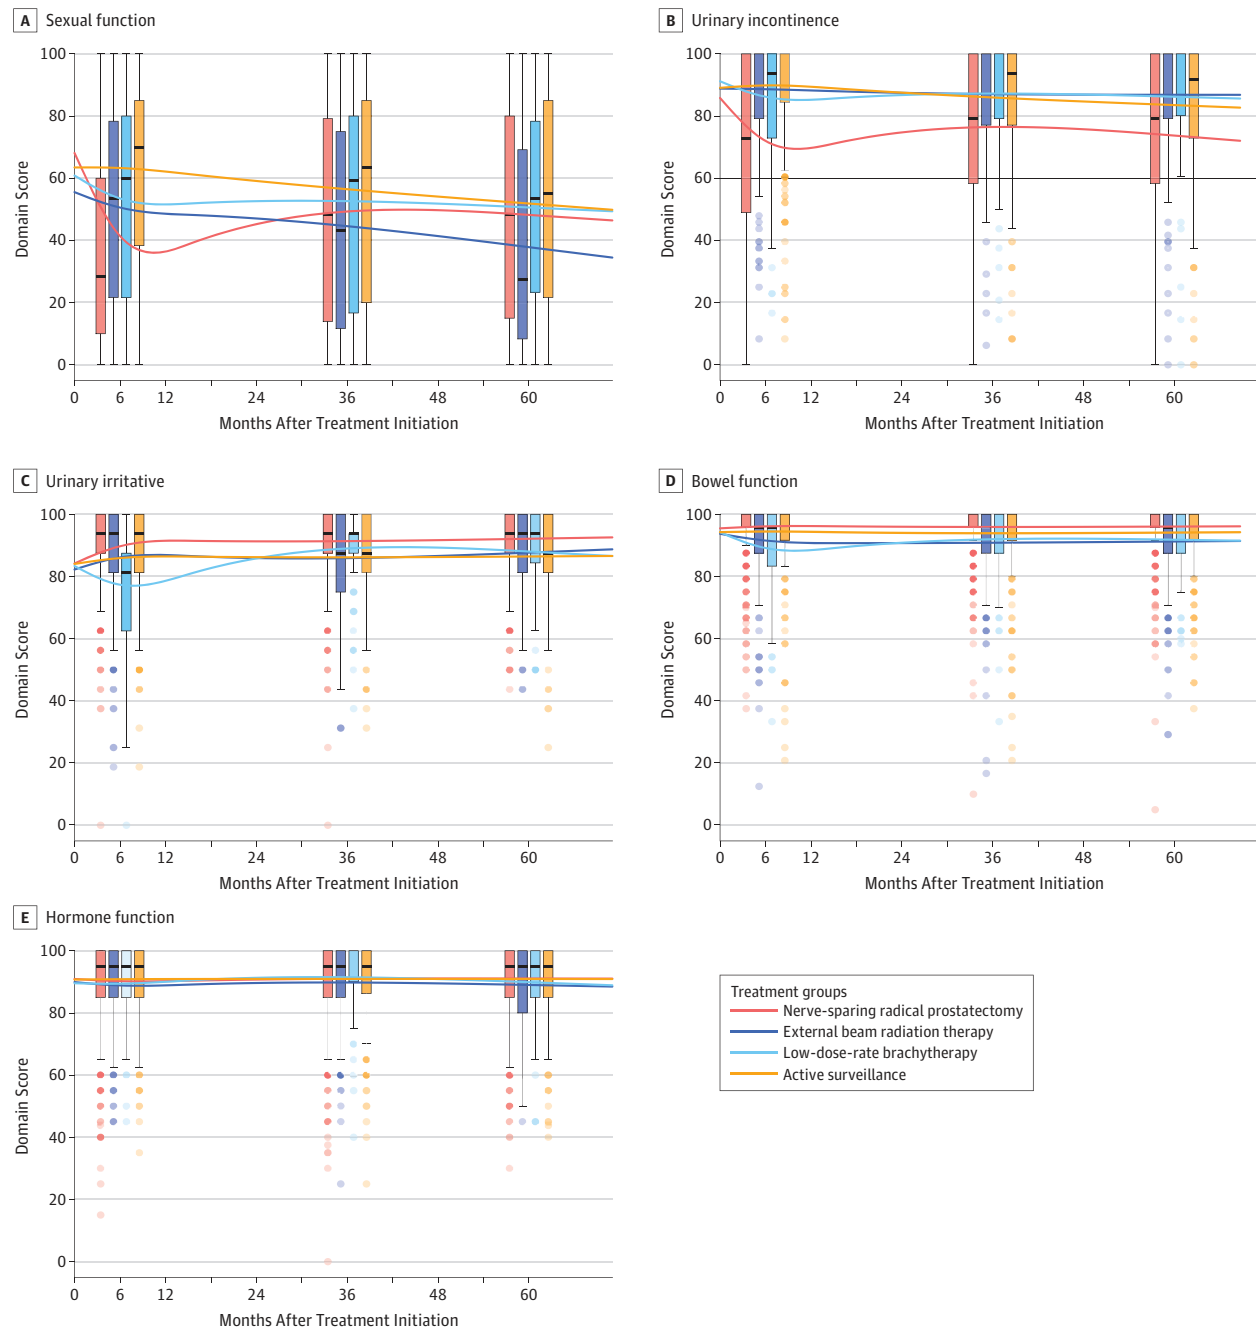 A Sexual function
100
80
60
40
20
0
Domain Score
0 6 12 24 36 48 60
Months After Treatment Initiation
B Urinary incontinence
100
80
60
40
20
0
Domain Score
0 6 12 24 36 48 60
Months After Treatment Initiation
C Urinary irritative
100
80
60
40
20
0
Domain Score
0 6 12 24 36 48 60
Months After Treatment Initiation
D Bowel function
100
80
60
40
20
0
Domain Score
0 6 12 24 36 48 60
Months After Treatment Initiation
E Hormone function
100
80
60
40
20
0
Domain Score
0 6 12 24 36 48 60
Months After Treatment Initiation
Treatment groups
Nerve-sparing radical prostatectomy
External beam radiation therapy
Low-dose-rate brachytherapy
Active surveillance